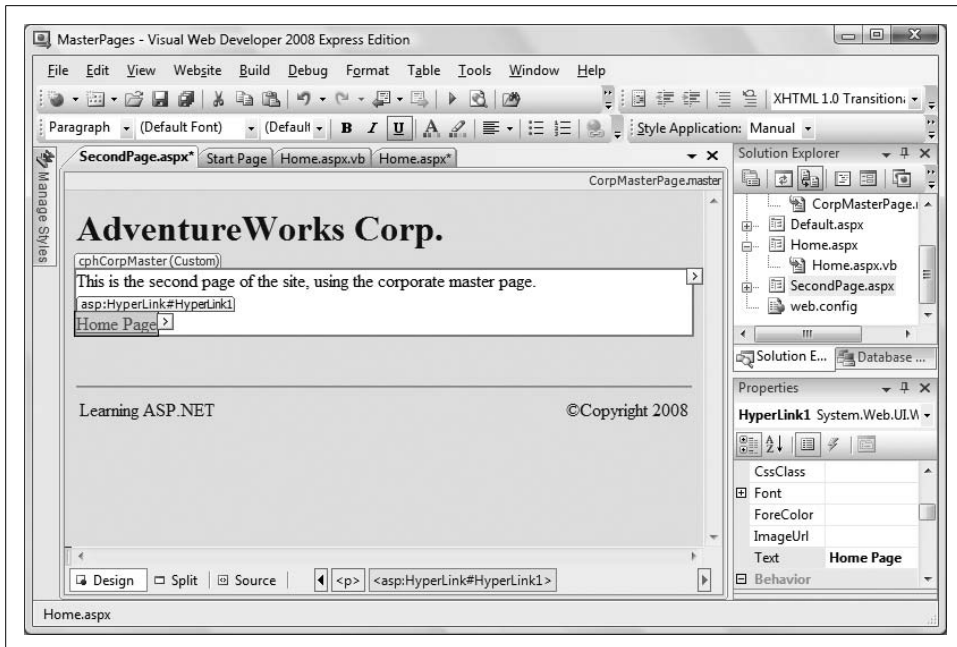 MasterPages - Visual Web Developer 2008 Express Edition
File Edit View Website Build Debug Format Table Tools Window Help
XHTML 1.0 Transition:
Paragraph (Default Font) (Default B I U A Style Application: Manual
Manage Styles
SecondPage.aspx* Start Page Home.aspx.vb Home.aspx*
CorpMasterPage.master
AdventureWorks Corp.
cphCorpMaster (Custom)
This is the second page of the site, using the corporate master page.
asp:HyperLink#HyperLink1
Home Page
Learning ASP.NET ©Copyright 2008
Design Split Source <p> <asp:HyperLink#HyperLink1>
Home.aspx
Solution Explorer
CorpMasterPage.
Default.aspx
Home.aspx
Home.aspx.vb
SecondPage.aspx
web.config
Solution E... Database ...
Properties
HyperLink1 System.Web.UI.W
CssClass
Font
ForeColor
ImageUrl
Text Home Page
Behavior